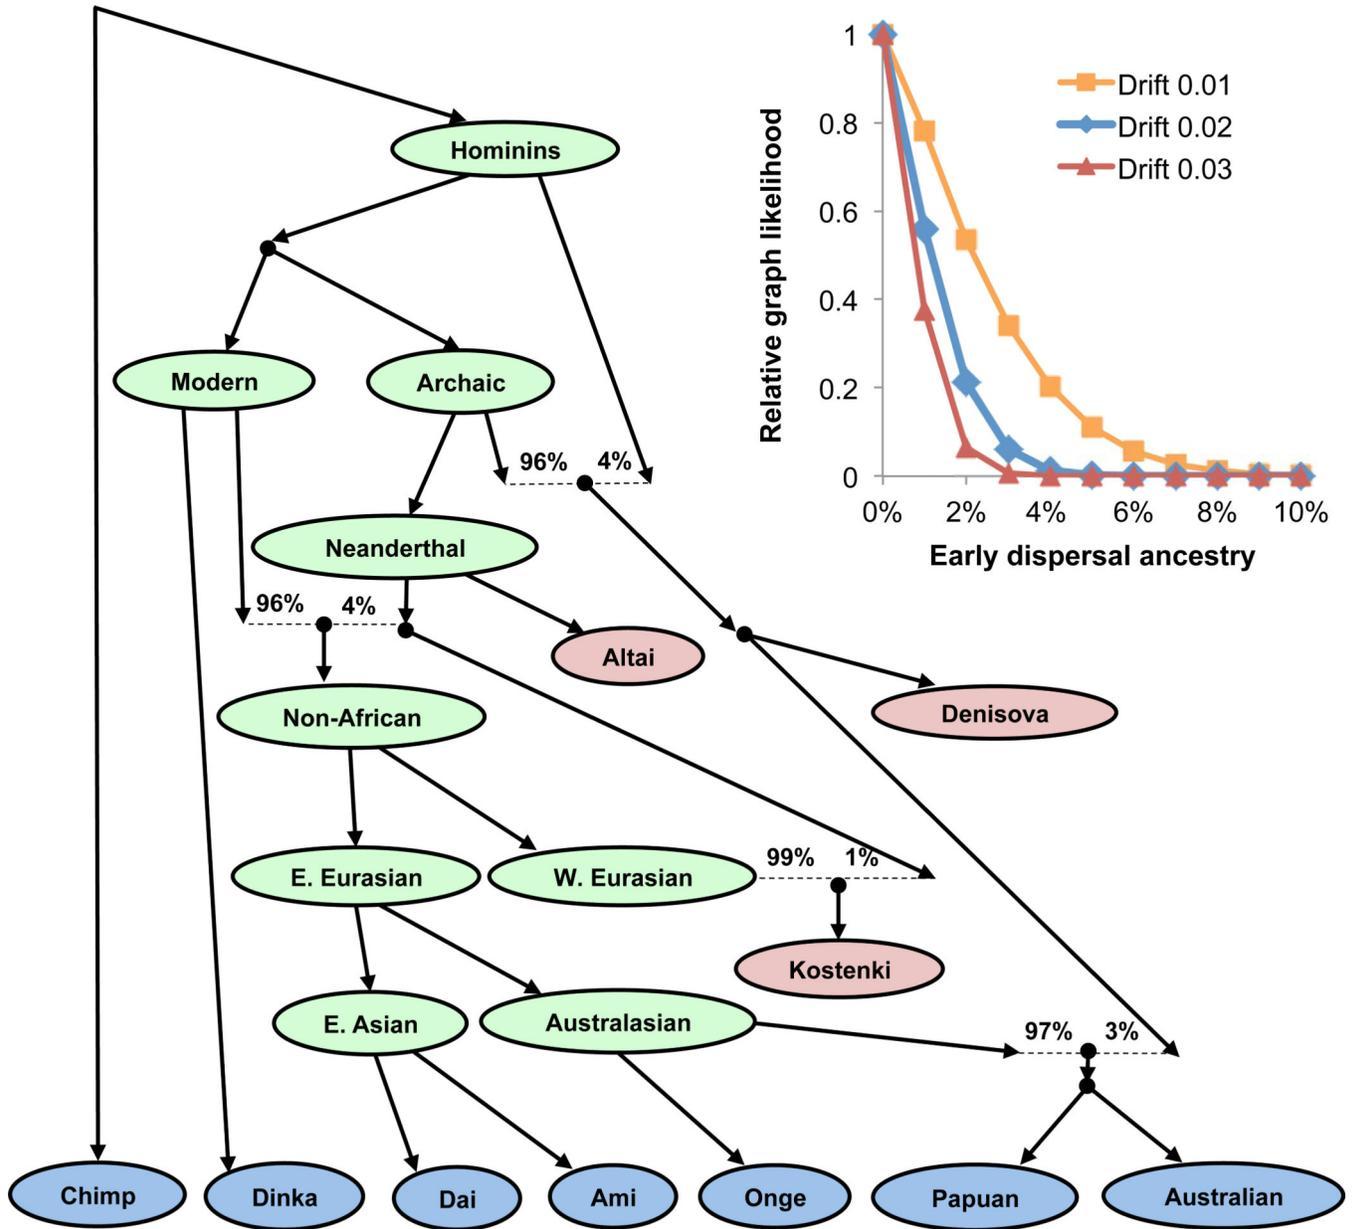 Hominins
Modern
Archaic
96%
4%
Neanderthal
96%
4%
Altai
Denisova
Non-African
E. Eurasian
W. Eurasian
99%
1%
Kostenki
E. Asian
Australasian
97%
3%
Chimp
Dinka
Dai
Ami
Onge
Papuan
Australian
Relative graph likelihood
1
0.8
0.6
0.4
0.2
0
Drift 0.01
Drift 0.02
Drift 0.03
0%
2%
4%
6%
8%
10%
Early dispersal ancestry